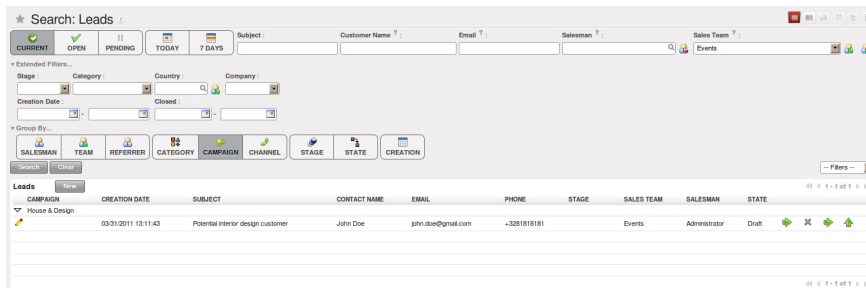 Search: Leads
CURRENT OPEN PENDING TODAY 7 DAYS
Subject : Customer Name ? : Email ? : Salesman ? : Sales Team ? :
Events
Extended Filters...
Stage : Category : Country : Company :
Creation Date : Closed :
- -
Group By...
SALESMAN TEAM REFERRER CATEGORY CAMPAIGN CHANNEL STAGE STATE CREATION
Search Clear -- Filters --
Leads New 1 - 1 of 1
CAMPAIGN CREATION DATE SUBJECT CONTACT NAME EMAIL PHONE STAGE SALES TEAM SALESMAN STATE
House & Design
03/31/2011 13:11:43 Potential interior design customer John Doe john.doe@gmail.com +3281818181 Events Administrator Draft
1 - 1 of 1